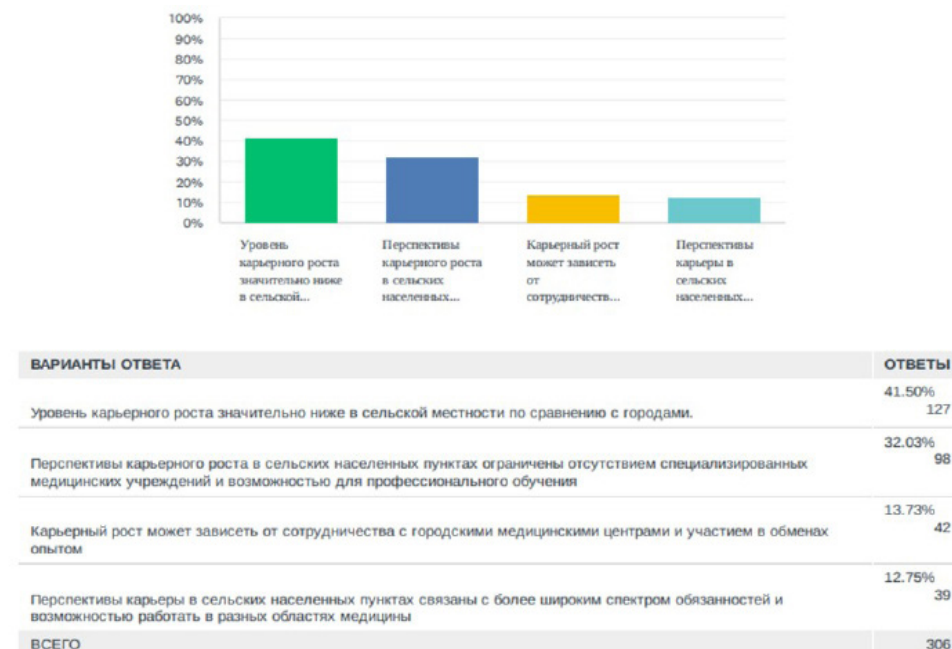 100%
90%
80%
70%
60%
50%
40%
30%
20%
10%
0%
Уровень
карьерного роста
значительно ниже
в сельской...
Перспективы
карьерного роста
в сельских
населенных...
Карьерный рост
может зависеть
от
сотрудничеств...
Перспективы
карьеры в
сельских
населенных...
ВАРИАНТЫ ОТВЕТА ОТВЕТЫ
41.50%
Уровень карьерного роста значительно ниже в сельской местности по сравнению с городами. 127
32.03%
98
Перспективы карьерного роста в сельских населенных пунктах ограничены отсутствием специализированных
медицинских учреждений и возможностью для профессионального обучения
13.73%
42
Карьерный рост может зависеть от сотрудничества с городскими медицинскими центрами и участием в обменах
опытом
12.75%
39
Перспективы карьеры в сельских населенных пунктах связаны с более широким спектром обязанностей и
возможностью работать в разных областях медицины
ВСЕГО 306